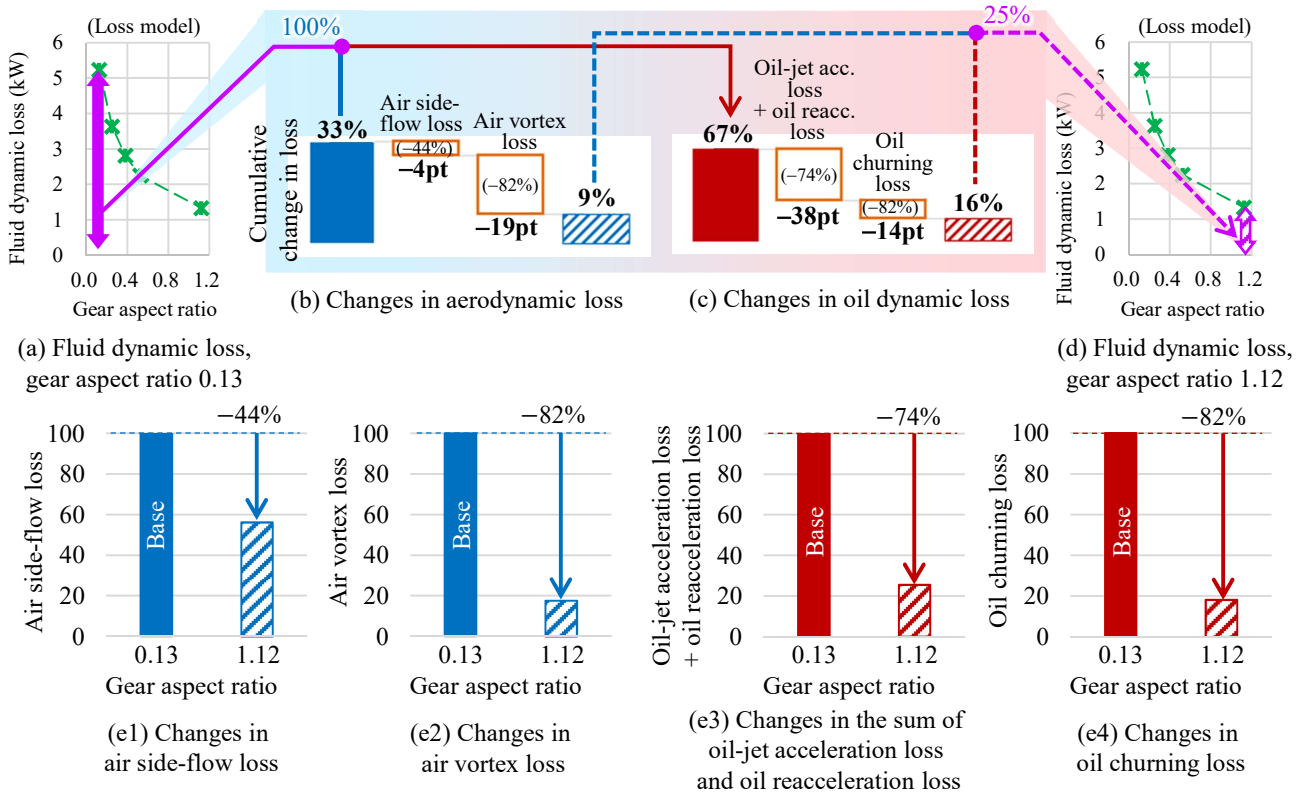 (Loss model)
Fluid dynamic loss (kW)
6
5
4
3
2
1
0
0.0 0.4 0.8 1.2
Gear aspect ratio
(a) Fluid dynamic loss,
gear aspect ratio 0.13
100%
Cumulative
change in loss
33%
Air side-
flow loss
(−44%)
−4pt
Air vortex
loss
(−82%)
−19pt
9%
(b) Changes in aerodynamic loss
67%
Oil-jet acc.
loss
+ oil reacc.
loss
(−74%)
−38pt
Oil
churning
loss
(−82%)
−14pt
16%
(c) Changes in oil dynamic loss
25%
(Loss model)
Fluid dynamic loss (kW)
6
5
4
3
2
1
0
0.0 0.4 0.8 1.2
Gear aspect ratio
(d) Fluid dynamic loss,
gear aspect ratio 1.12
−44%
Air side-flow loss
100
80
60
40
20
0
Base
0.13 1.12
Gear aspect ratio
(e1) Changes in
air side-flow loss
−82%
Air vortex loss
100
80
60
40
20
0
Base
0.13 1.12
Gear aspect ratio
(e2) Changes in
air vortex loss
−74%
Oil-jet acceleration loss
+ oil reacceleration loss
100
80
60
40
20
0
Base
0.13 1.12
Gear aspect ratio
(e3) Changes in the sum of
oil-jet acceleration loss
and oil reacceleration loss
−82%
Oil churning loss
100
80
60
40
20
0
Base
0.13 1.12
Gear aspect ratio
(e4) Changes in
oil churning loss